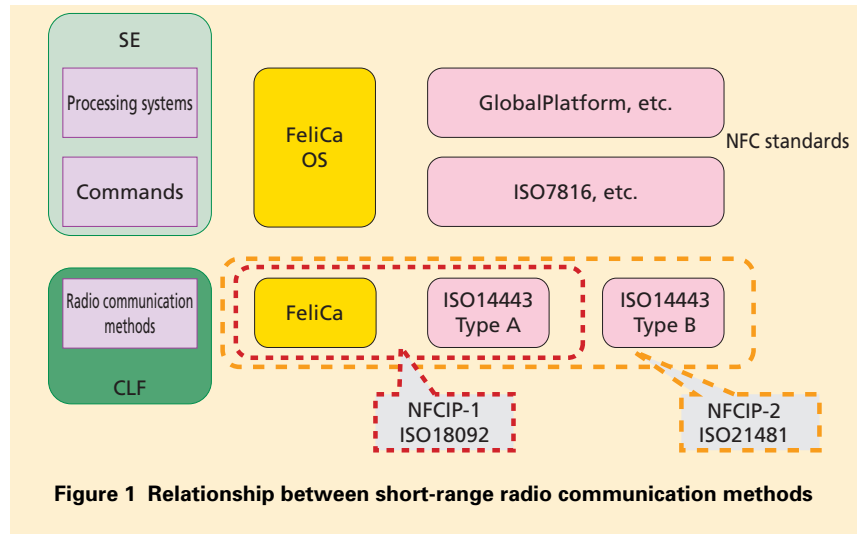 SE
Processing systems
Commands
FeliCa
OS
GlobalPlatform, etc.
NFC standards
ISO7816, etc.
Radio communication
methods
CLF
FeliCa
ISO14443
Type A
ISO14443
Type B
NFCIP-1
ISO18092
NFCIP-2
ISO21481
Figure 1 Relationship between short-range radio communication methods